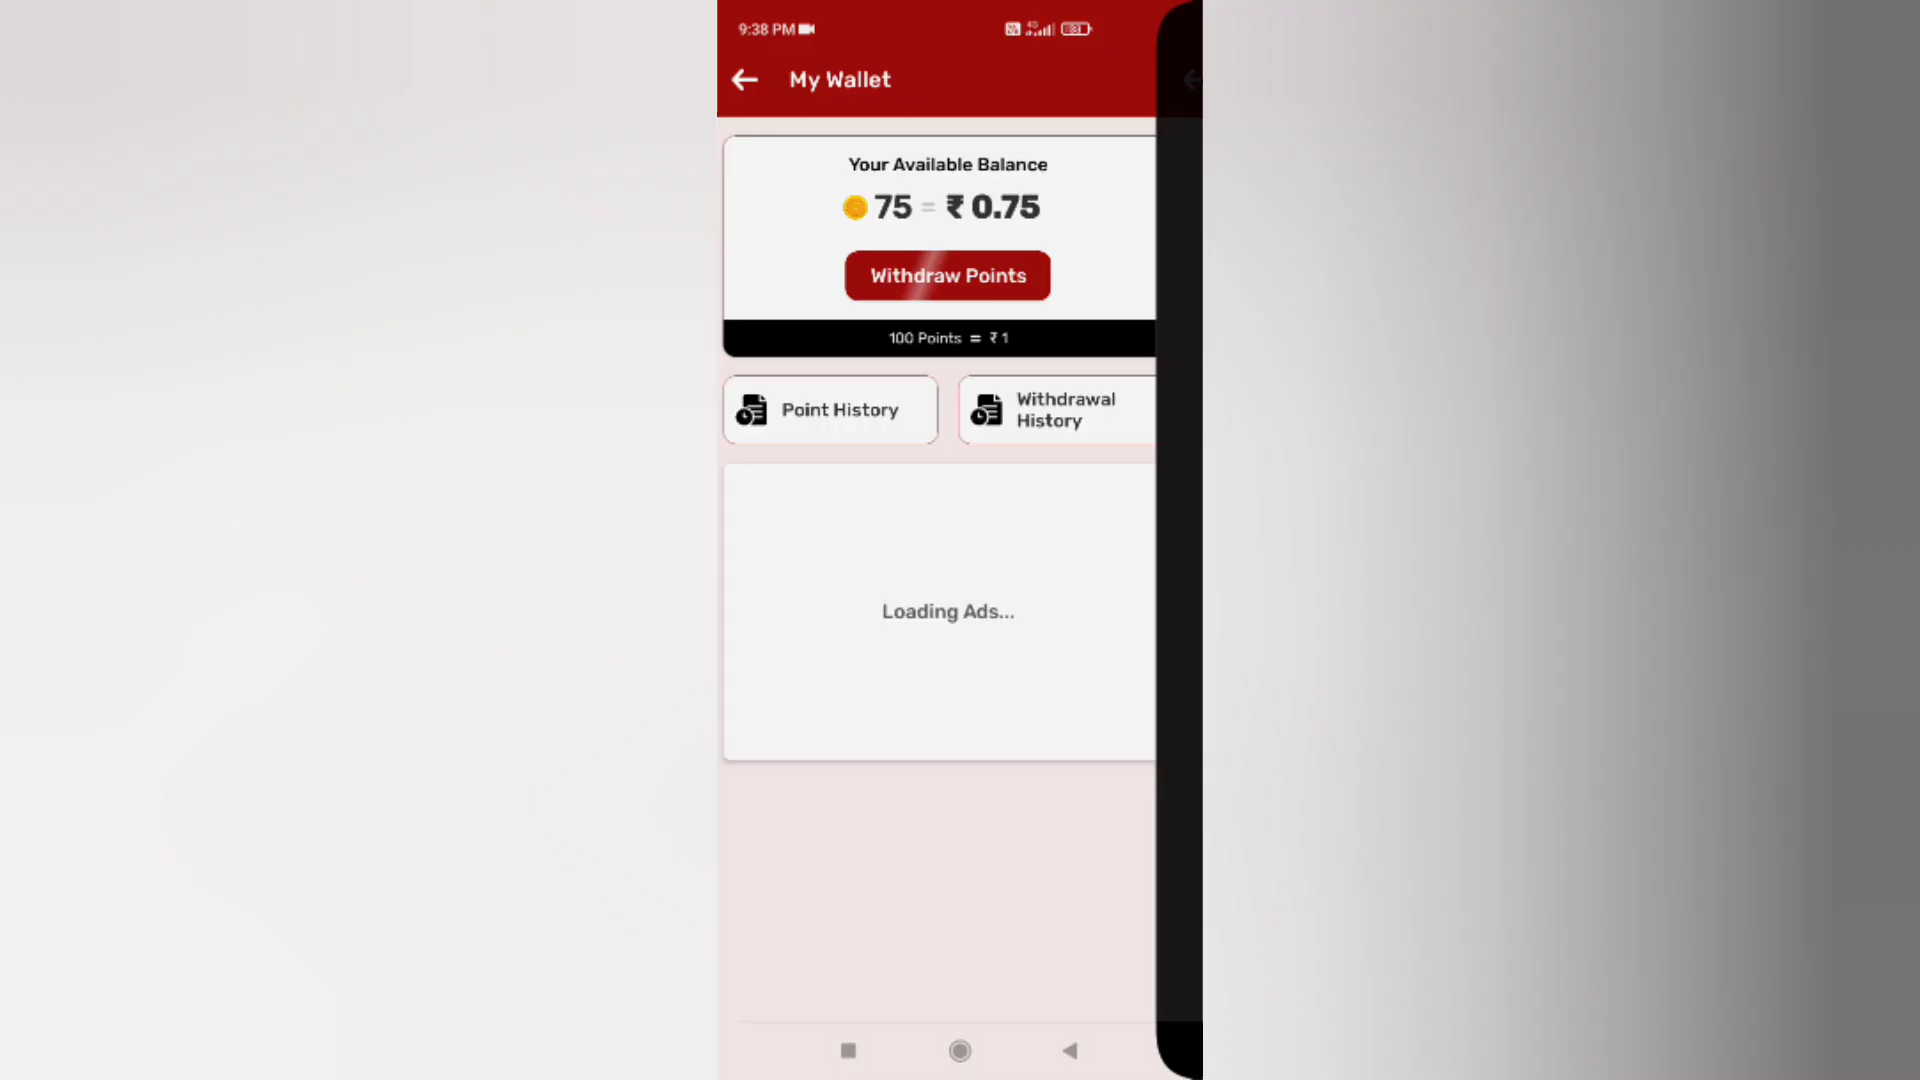 9:38 PM
4G
My Wallet
Your Available Balance
75 = ₹ 0.75
Withdraw Points
100 Points = ₹ 1
Point History
Withdrawal
History
Loading Ads...